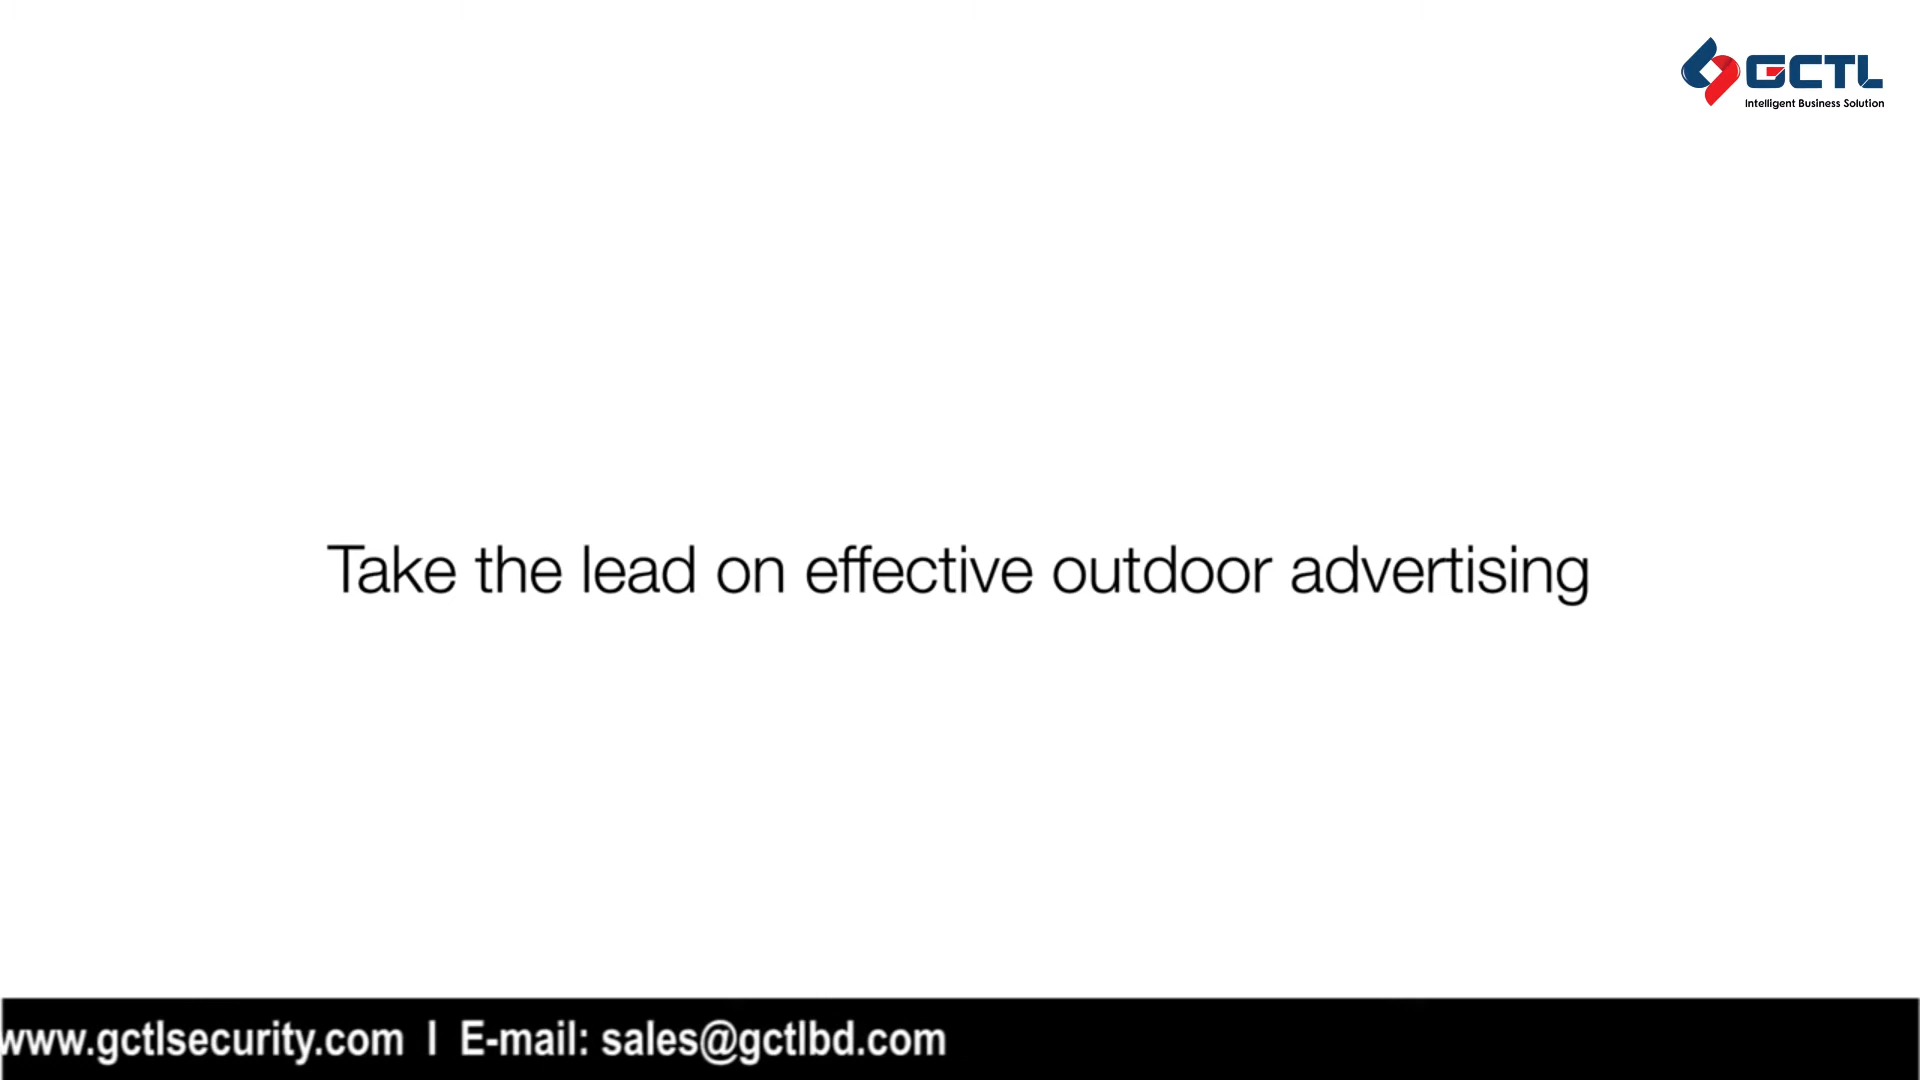 GCTL
Intelligent Business Solution
Take the lead on effective outdoor advertising
www.gctlsecurity.com I E-mail: sales@gctlbd.com